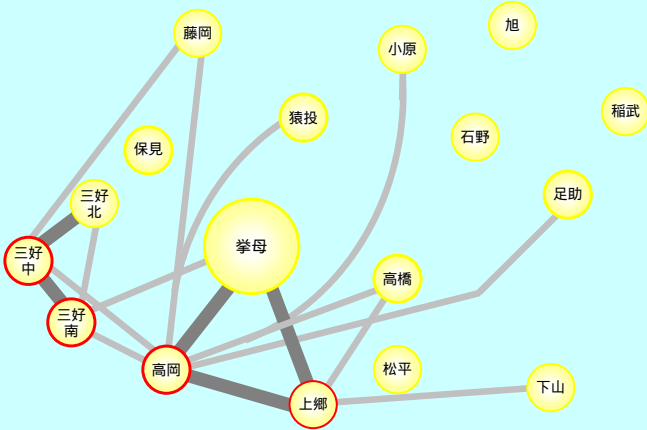 旭
藤岡
小原
稲武
猿投
石野
保見
足助
三好
北
挙母
三好
中
高橋
三好
南
高岡
松平
下山
上郷